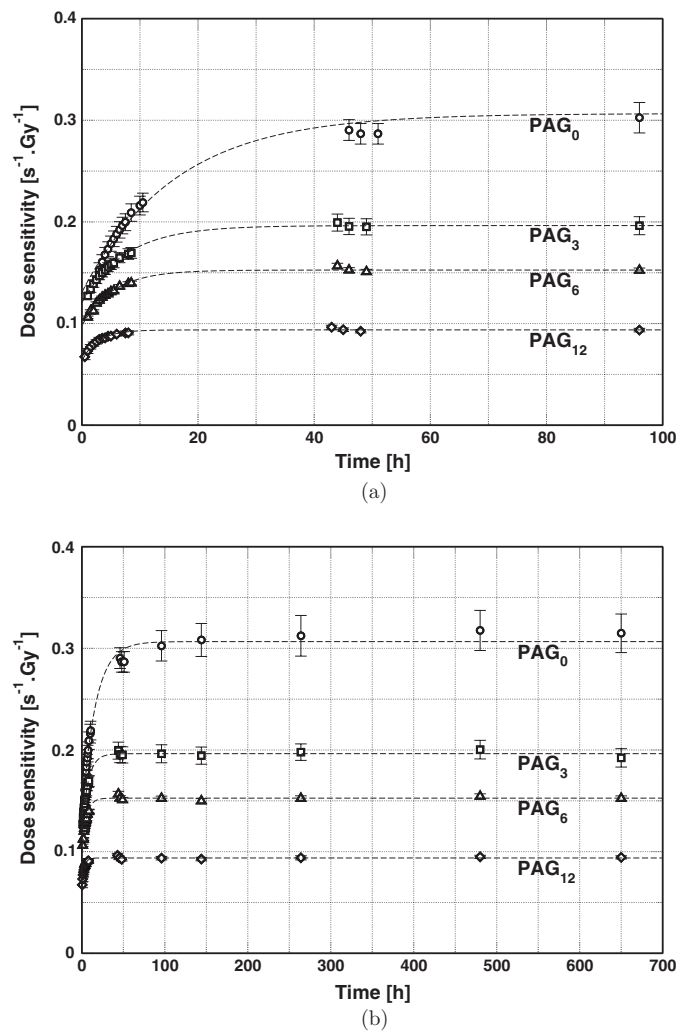 0.4
0.3
0.2
0.1
0
Dose sensitivity [s⁻¹.Gy⁻¹]
PAG₀
PAG₃
PAG₆
PAG₁₂
0 20 40 60 80 100
Time [h]
(a)
0.4
0.3
0.2
0.1
0
Dose sensitivity [s⁻¹.Gy⁻¹]
PAG₀
PAG₃
PAG₆
PAG₁₂
0 100 200 300 400 500 600 700
Time [h]
(b)